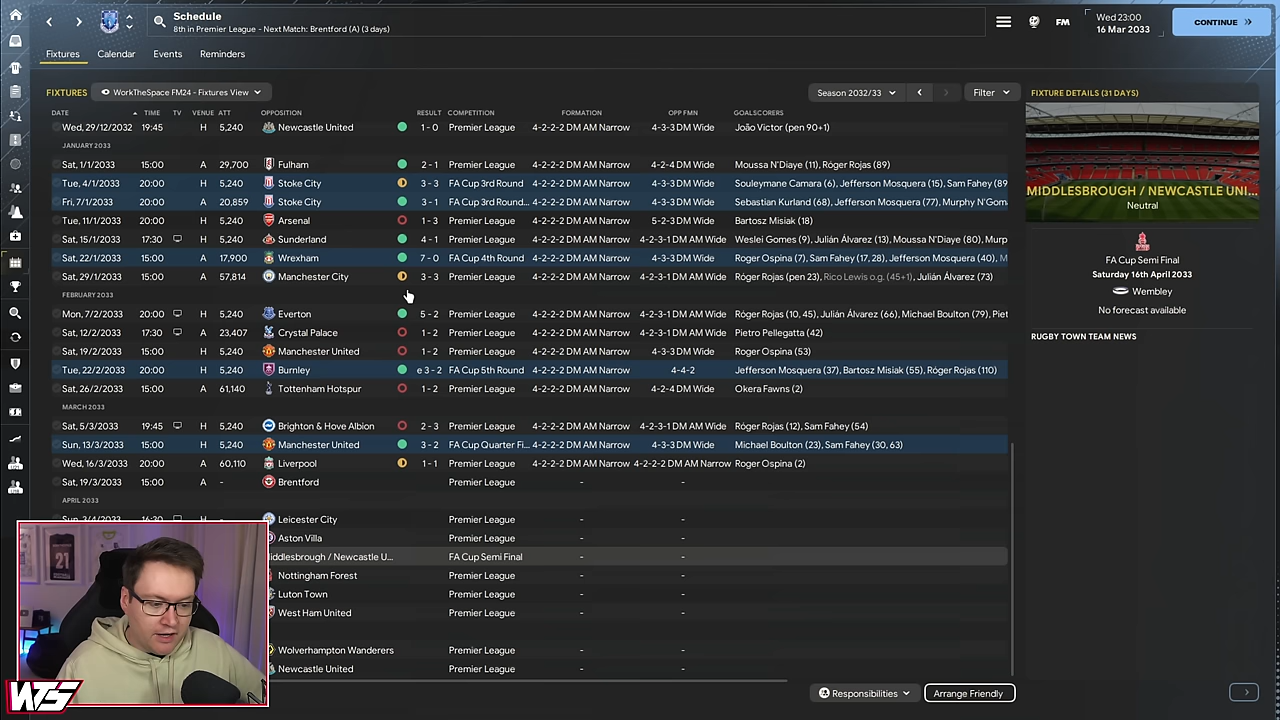 Schedule
8th in Premier League - Next Match: Brentford (A) (3 days)
FM
Wed 23:00
16 Mar 2033
CONTINUE
Fixtures Calendar Events Reminders
FIXTURES WorkTheSpace FM24 - Fixtures View Season 2032/33 Filter
DATE TIME TV VENUE ATT OPPOSITION RESULT COMPETITION FORMATION OPP FMN GOALSCORERS
Wed, 29/12/2032 19:45 H 5,240 Newcastle United 1 - 0 Premier League 4-2-2-2 DM AM Narrow 4-3-3 DM Wide João Victor (pen 90+1)
JANUARY 2033
Sat, 1/1/2033 15:00 A 29,700 Fulham 2 - 1 Premier League 4-2-2-2 DM AM Narrow 4-2-4 DM Wide Moussa N'Diaye (11), Róger Rojas (89)
Tue, 4/1/2033 20:00 H 5,240 Stoke City 3 - 3 FA Cup 3rd Round 4-2-2-2 DM AM Narrow 4-3-3 DM Wide Souleymane Camara (6), Jefferson Mosquera (15), Sam Fahey (89
Fri, 7/1/2033 20:00 A 20,859 Stoke City 3 - 1 FA Cup 3rd Round 4-2-2-2 DM AM Narrow 4-3-3 DM Wide Sebastian Kurland (68), Jefferson Mosquera (77), Murphy N'Gom
Tue, 11/1/2033 20:00 H 5,240 Arsenal 1 - 3 Premier League 4-2-2-2 DM AM Narrow 5-2-3 DM Wide Bartosz Misiak (18)
Sat, 15/1/2033 17:30 H 5,240 Sunderland 4 - 1 Premier League 4-2-2-2 DM AM Narrow 4-2-3-1 DM AM Wide Weslei Gomes (9), Julián Álvarez (13), Moussa N'Diaye (80), Murp
Sat, 22/1/2033 15:00 A 17,900 Wrexham 7 - 0 FA Cup 4th Round 4-2-2-2 DM AM Narrow 4-2-3-1 DM AM Wide Roger Ospina (7), Sam Fahey (17, 28), Jefferson Mosquera (40), M
Sat, 29/1/2033 15:00 A 57,814 Manchester City 3 - 3 Premier League 4-2-2-2 DM AM Narrow 4-2-3-1 DM AM Wide Róger Rojas (pen 23), Rico Lewis o.g. (45+1), Julián Álvarez (73)
FEBRUARY 2033
Mon, 7/2/2033 20:00 H 5,240 Everton 5 - 2 Premier League 4-2-2-2 DM AM Narrow 4-2-3-1 DM AM Wide Róger Rojas (10, 45), Julián Álvarez (66), Michael Boulton (79), Piet
Sat, 12/2/2033 17:30 A 23,407 Crystal Palace 1 - 2 Premier League 4-2-2-2 DM AM Narrow 4-2-3-1 DM AM Wide Pietro Pellegatta (42)
Sat, 19/2/2033 15:00 H 5,240 Manchester United 1 - 2 Premier League 4-2-2-2 DM AM Narrow 4-3-3 DM Wide Roger Ospina (53)
Tue, 22/2/2033 20:00 H 5,240 Burnley e 3 - 2 FA Cup 5th Round 4-2-2-2 DM AM Narrow 4-4-2 Jefferson Mosquera (37), Bartosz Misiak (55), Róger Rojas (110)
Sat, 26/2/2033 15:00 A 61,140 Tottenham Hotspur 1 - 2 Premier League 4-2-2-2 DM AM Narrow 4-2-4 DM Wide Okera Fawns (2)
MARCH 2033
Sat, 5/3/2033 19:45 H 5,240 Brighton & Hove Albion 2 - 3 Premier League 4-2-2-2 DM AM Narrow 4-2-3-1 DM AM Wide Róger Rojas (12), Sam Fahey (54)
Sun, 13/3/2033 15:00 H 5,240 Manchester United 3 - 2 FA Cup Quarter Fi... 4-2-2-2 DM AM Narrow 4-3-3 DM Wide Michael Boulton (23), Sam Fahey (30, 63)
Wed, 16/3/2033 20:00 A 60,110 Liverpool 1 - 1 Premier League 4-2-2-2 DM AM Narrow 4-2-2-2 DM AM Narrow Roger Ospina (2)
Sat, 19/3/2033 15:00 A - Brentford Premier League - -
APRIL 2033
Sun, 3/4/2033 16:30 H - Leicester City Premier League - -
Aston Villa Premier League - -
iddlesbrough / Newcastle U... FA Cup Semi Final - -
Nottingham Forest Premier League - -
Luton Town Premier League - -
West Ham United Premier League - -
Wolverhampton Wanderers Premier League - -
Newcastle United Premier League - -
Responsibilities Arrange Friendly
FIXTURE DETAILS (31 DAYS)
MIDDLESBROUGH / NEWCASTLE UNI...
Neutral
FA Cup Semi Final
Saturday 16th April 2033
Wembley
No forecast available
RUGBY TOWN TEAM NEWS
21
WTS